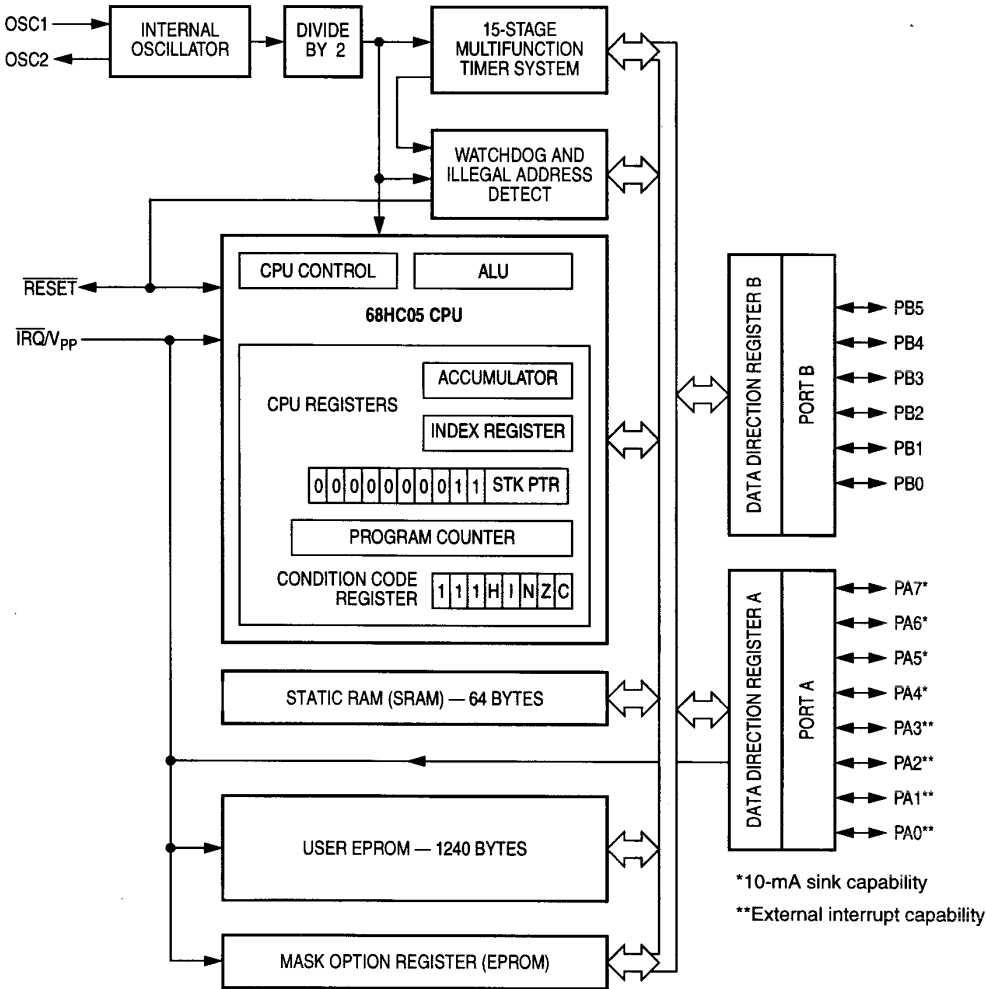 OSC1
OSC2
INTERNAL
OSCILLATOR
DIVIDE
BY 2
15-STAGE
MULTIFUNCTION
TIMER SYSTEM
WATCHDOG AND
ILLEGAL ADDRESS
DETECT
RESET
IRQ/VPP
CPU CONTROL
ALU
68HC05 CPU
CPU REGISTERS
ACCUMULATOR
INDEX REGISTER
0 0 0 0 0 0 0 0 1 1 STK PTR
PROGRAM COUNTER
CONDITION CODE
REGISTER
1 1 1 H I N Z C
STATIC RAM (SRAM) — 64 BYTES
USER EPROM — 1240 BYTES
MASK OPTION REGISTER (EPROM)
DATA DIRECTION REGISTER B
PORT B
PB5
PB4
PB3
PB2
PB1
PB0
DATA DIRECTION REGISTER A
PORT A
PA7*
PA6*
PA5*
PA4*
PA3**
PA2**
PA1**
PA0**
*10-mA sink capability
**External interrupt capability